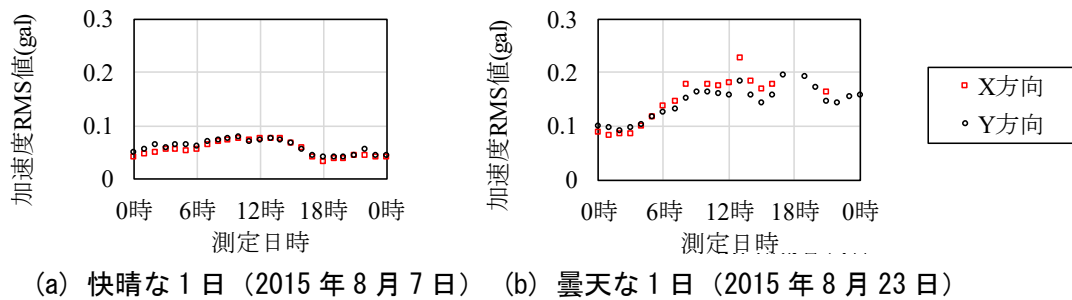 加速度RMS値(gal)
0.3
0.2
0.1
0
0時 6時 12時 18時 0時
測定日時
加速度RMS値(gal)
0.3
0.2
0.1
0
0時 6時 12時 18時 0時
測定日時
X方向
Y方向
(a) 快晴な1日 (2015年8月7日) (b) 曇天な1日 (2015年8月23日)